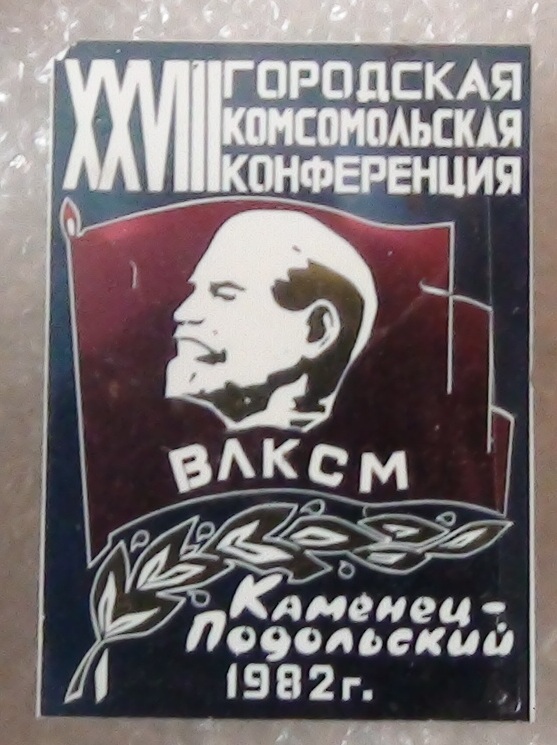 XXVIII ГОРОДСКАЯ
КОМСОМОЛЬСКАЯ
КОНФЕРЕНЦИЯ
ВЛКСМ
Каменец-
Подольский
1982г.